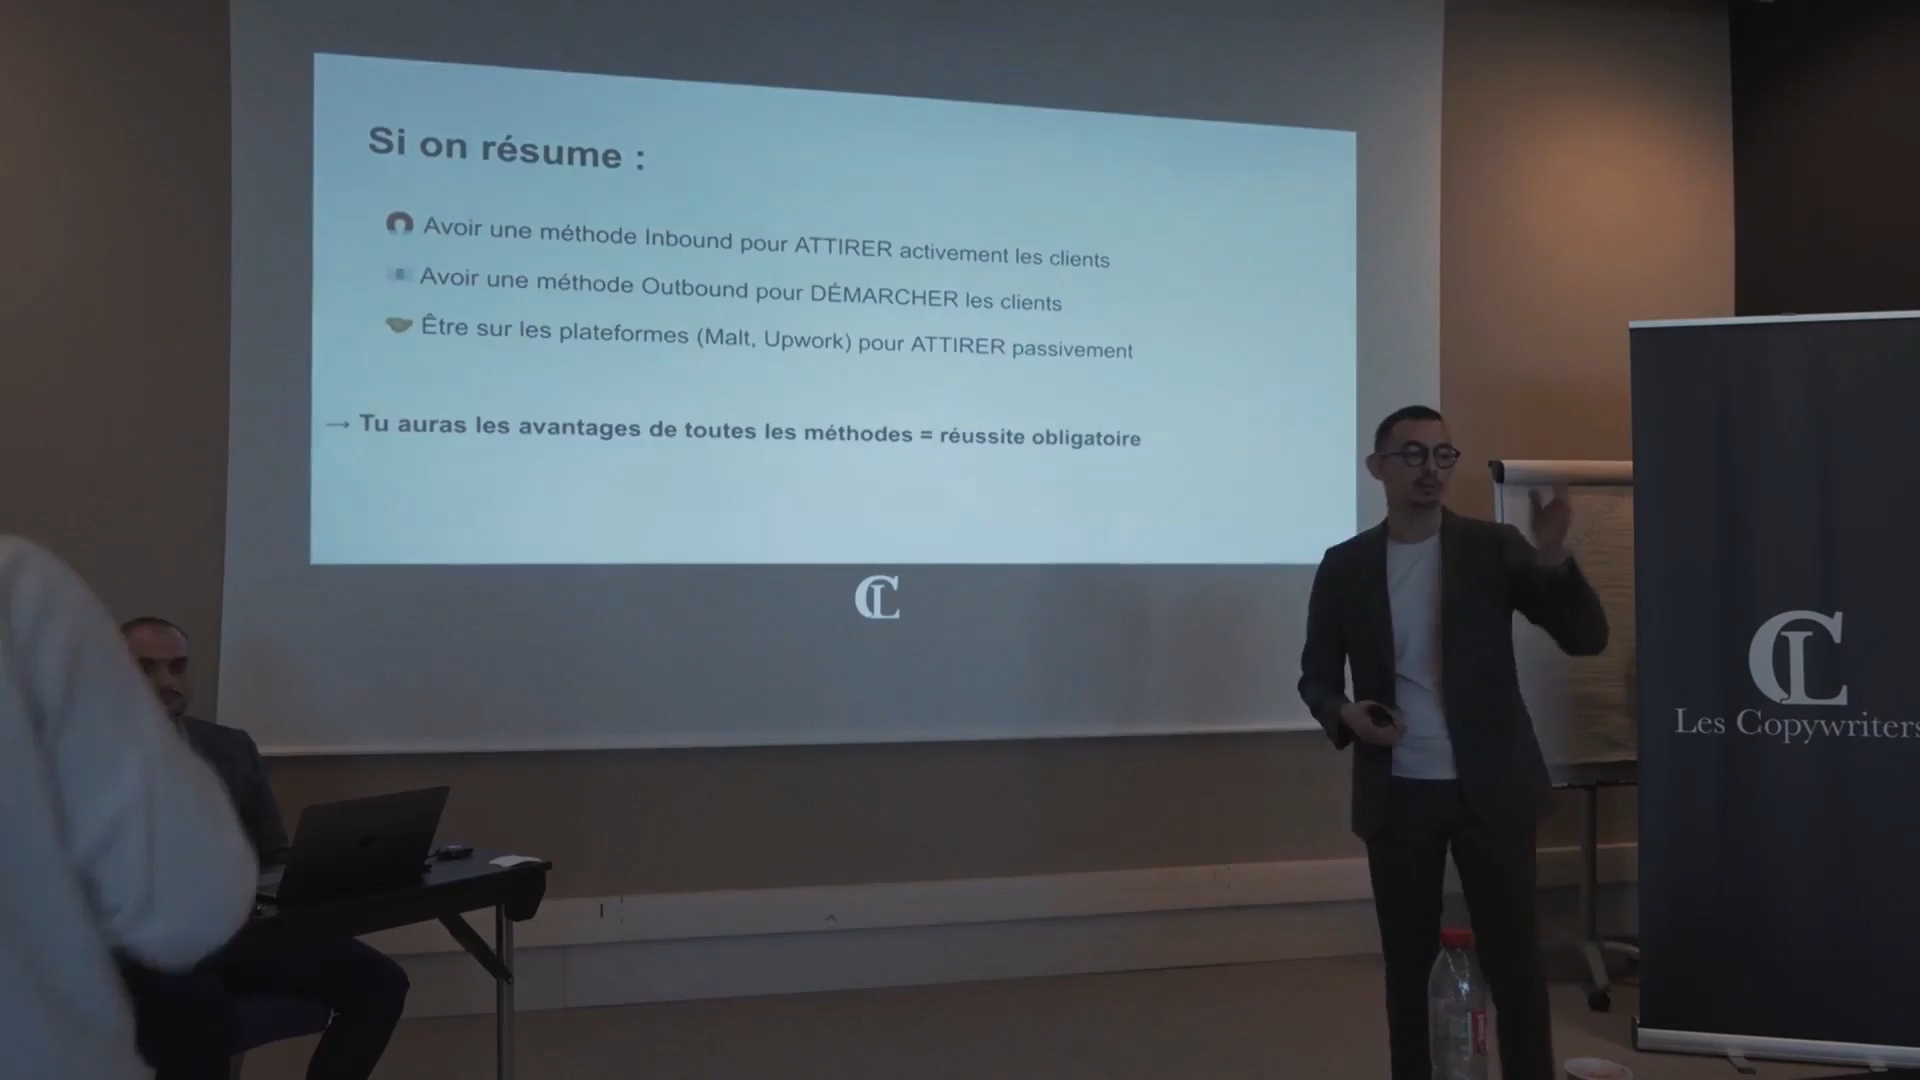 Si on résume :
Avoir une méthode Inbound pour ATTIRER activement les clients
Avoir une méthode Outbound pour DÉMARCHER les clients
Être sur les plateformes (Malt, Upwork) pour ATTIRER passivement
→ Tu auras les avantages de toutes les méthodes = réussite obligatoire
CL
CL
Les Copywriters